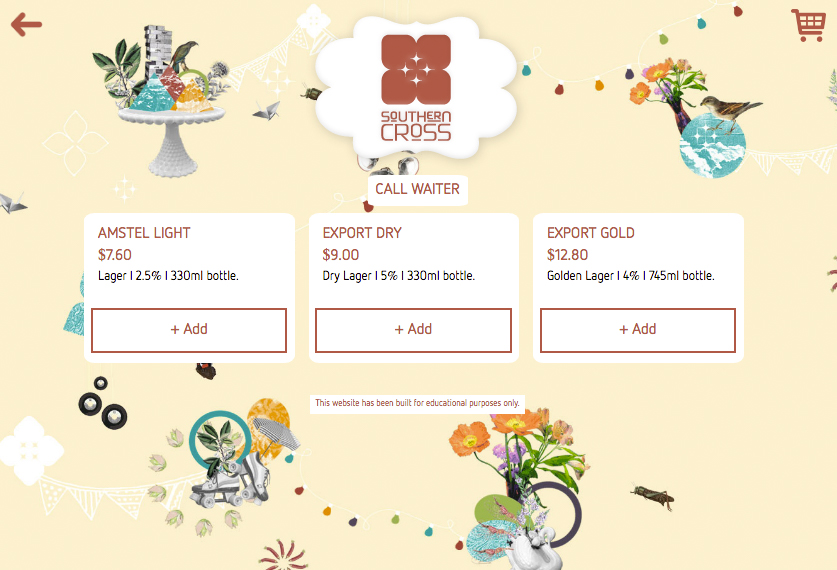 SOUTHERN
CROSS
CALL WAITER
AMSTEL LIGHT
$7.60
Lager | 2.5% | 330ml bottle.
+ Add
EXPORT DRY
$9.00
Dry Lager | 5% | 330ml bottle.
+ Add
EXPORT GOLD
$12.80
Golden Lager | 4% | 745ml bottle.
+ Add
This website has been built for educational purposes only.